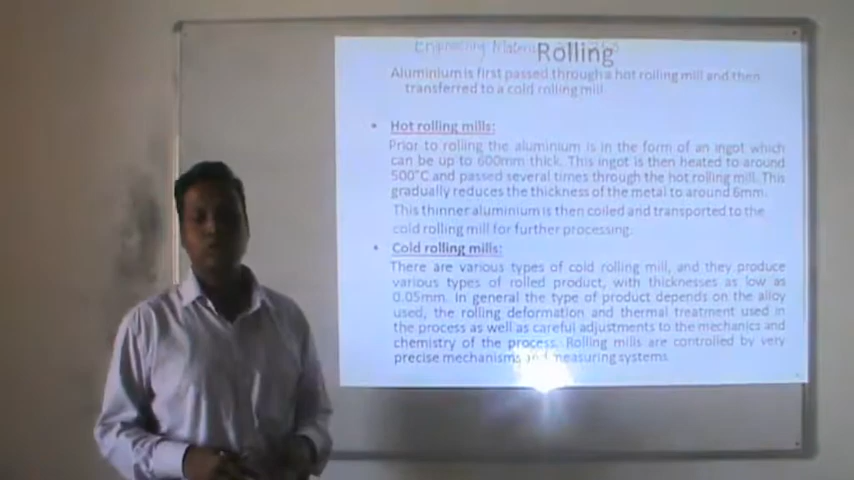 Engineering Materi
Rolling
Aluminium is first passed through a hot rolling mill and then
transferred to a cold rolling mill
• Hot rolling mills:
Prior to rolling the aluminium is in the form of an ingot which
can be up to 600mm thick. This ingot is then heated to around
500°C and passed several times through the hot rolling mill. This
gradually reduces the thickness of the metal to around 6mm.
This thinner aluminium is then coiled and transported to the
cold rolling mill for further processing.
• Cold rolling mills:
There are various types of cold rolling mill, and they produce
various types of rolled product, with thicknesses as low as
0.05mm. In general the type of product depends on the alloy
used, the rolling deformation and thermal treatment used in
the process as well as careful adjustments to the mechanics and
chemistry of the process. Rolling mills are controlled by very
precise mechanisms and measuring systems